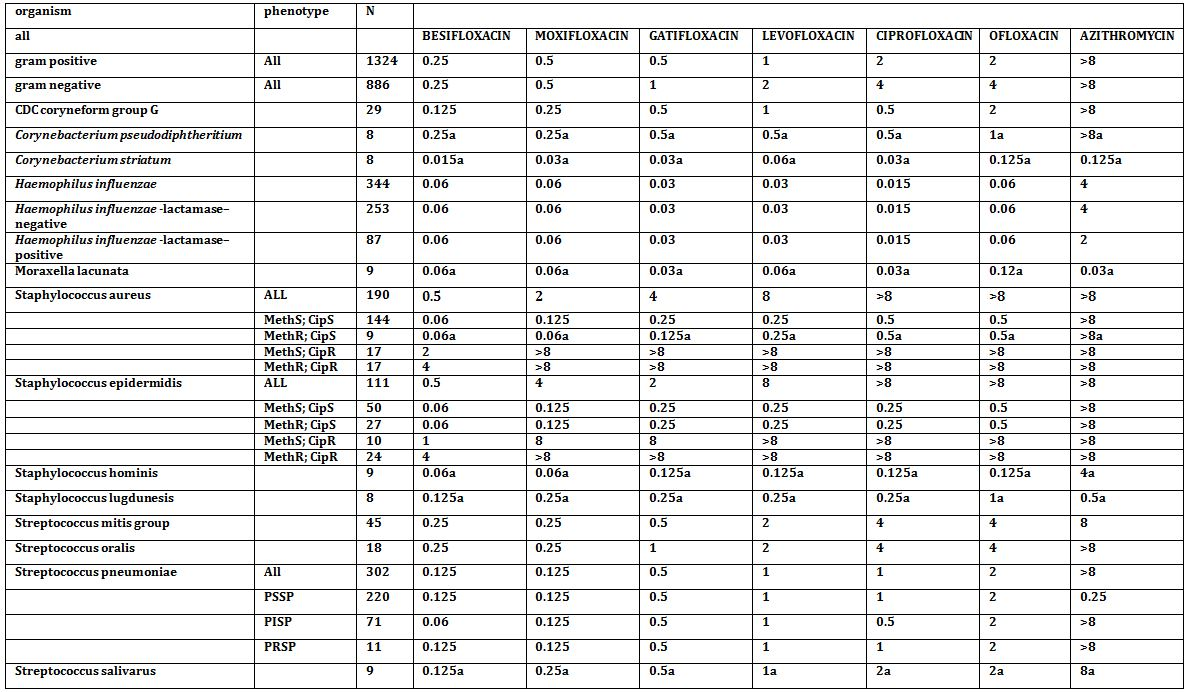 organism phenotype N
all BESIFLOXACIN MOXIFLOXACIN GATIFLOXACIN LEVOFLOXACIN CIPROFLOXACIN OFLOXACIN AZITHROMYCIN
gram positive All 1324 0.25 0.5 0.5 1 2 2 >8
gram negative All 886 0.25 0.5 1 2 4 4 >8
CDC coryneform group G 29 0.125 0.25 0.5 1 0.5 2 >8
Corynebacterium pseudodiphtheritium 8 0.25a 0.25a 0.5a 0.5a 0.5a 1a >8a
Corynebacterium striatum 8 0.015a 0.03a 0.03a 0.06a 0.03a 0.125a 0.125a
Haemophilus influenzae 344 0.06 0.06 0.03 0.03 0.015 0.06 4
Haemophilus influenzae -lactamase– 253 0.06 0.06 0.03 0.03 0.015 0.06 4
negative
Haemophilus influenzae -lactamase– 87 0.06 0.06 0.03 0.03 0.015 0.06 2
positive
Moraxella lacunata 9 0.06a 0.06a 0.03a 0.06a 0.03a 0.12a 0.03a
Staphylococcus aureus ALL 190 0.5 2 4 8 >8 >8 >8
MethS; CipS 144 0.06 0.125 0.25 0.25 0.5 0.5 >8
MethR; CipS 9 0.06a 0.06a 0.125a 0.25a 0.5a 0.5a >8a
MethS; CipR 17 2 >8 >8 >8 >8 >8 >8
MethR; CipR 17 4 >8 >8 >8 >8 >8 >8
Staphylococcus epidermidis ALL 111 0.5 4 2 8 >8 >8 >8
MethS; CipS 50 0.06 0.125 0.25 0.25 0.25 0.5 >8
MethR; CipS 27 0.06 0.125 0.25 0.25 0.25 0.5 >8
MethS; CipR 10 1 8 8 >8 >8 >8 >8
MethR; CipR 24 4 >8 >8 >8 >8 >8 >8
Staphylococcus hominis 9 0.06a 0.06a 0.125a 0.125a 0.125a 0.125a 4a
Staphylococcus lugdunesis 8 0.125a 0.25a 0.25a 0.25a 0.25a 1a 0.5a
Streptococcus mitis group 45 0.25 0.25 0.5 2 4 4 8
Streptococcus oralis 18 0.25 0.25 1 2 4 4 >8
Streptococcus pneumoniae All 302 0.125 0.125 0.5 1 1 2 >8
PSSP 220 0.125 0.125 0.5 1 1 2 0.25
PISP 71 0.06 0.125 0.5 1 0.5 2 >8
PRSP 11 0.125 0.125 0.5 1 1 2 >8
Streptococcus salivarus 9 0.125a 0.25a 0.5a 1a 2a 2a 8a